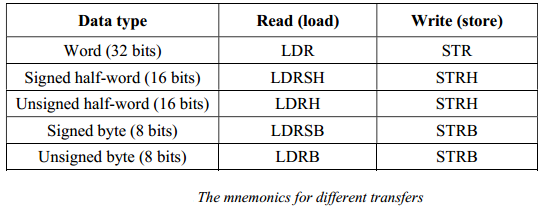 Data type Read (load) Write (store)
Word (32 bits) LDR STR
Signed half-word (16 bits) LDRSH STRH
Unsigned half-word (16 bits) LDRH STRH
Signed byte (8 bits) LDRSB STRB
Unsigned byte (8 bits) LDRB STRB
The mnemonics for different transfers